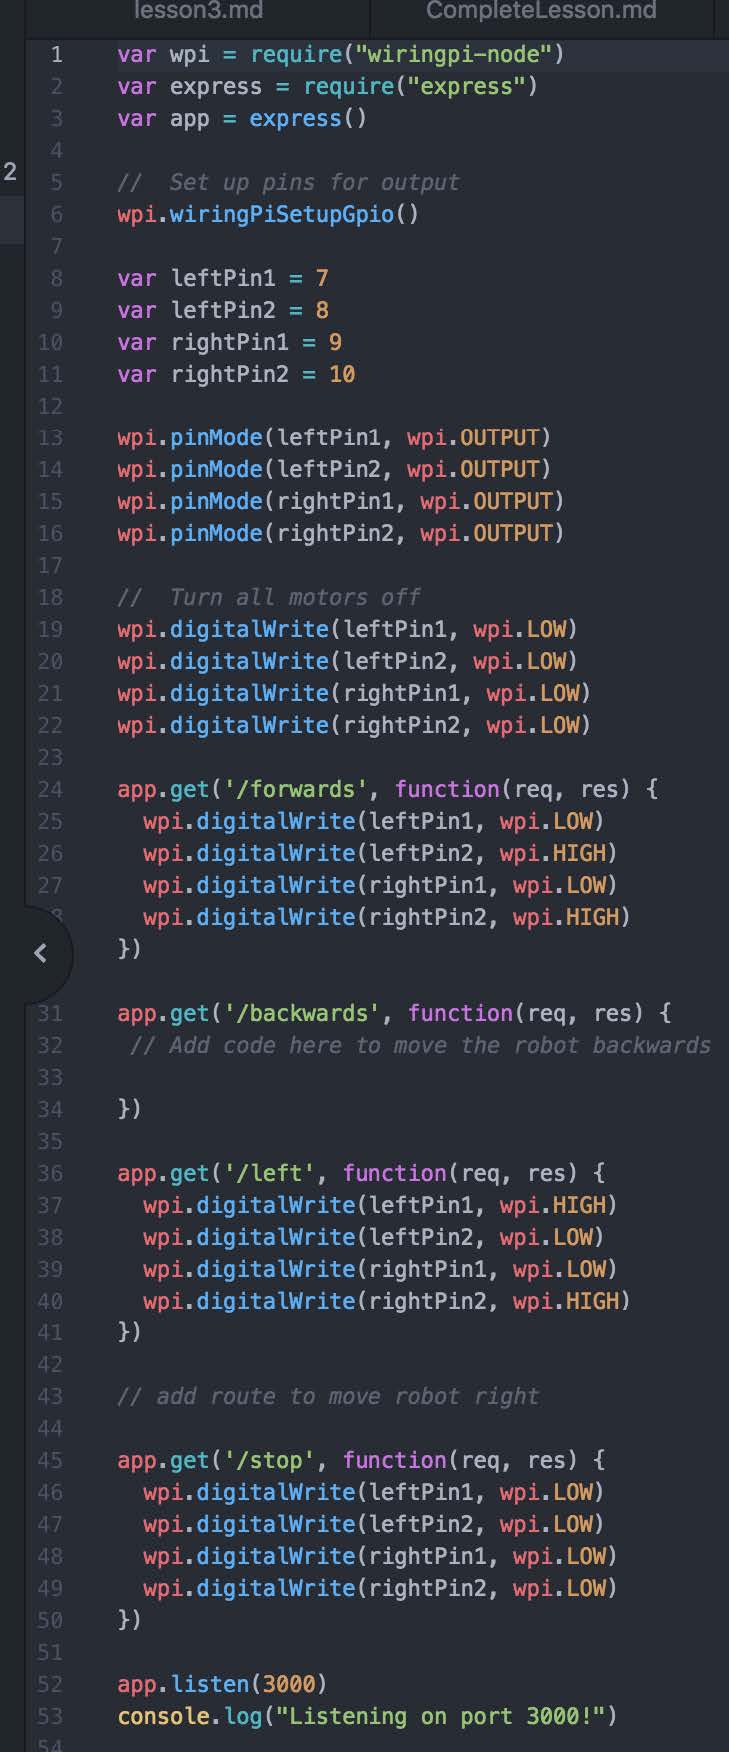 lesson3.md CompleteLesson.md
1 var wpi = require("wiringpi-node")
2 var express = require("express")
3 var app = express()
4
2
5 //  Set up pins for output
6 wpi.wiringPiSetupGpio()
7
8 var leftPin1 = 7
9 var leftPin2 = 8
10 var rightPin1 = 9
11 var rightPin2 = 10
12
13 wpi.pinMode(leftPin1, wpi.OUTPUT)
14 wpi.pinMode(leftPin2, wpi.OUTPUT)
15 wpi.pinMode(rightPin1, wpi.OUTPUT)
16 wpi.pinMode(rightPin2, wpi.OUTPUT)
17
18 //  Turn all motors off
19 wpi.digitalWrite(leftPin1, wpi.LOW)
20 wpi.digitalWrite(leftPin2, wpi.LOW)
21 wpi.digitalWrite(rightPin1, wpi.LOW)
22 wpi.digitalWrite(rightPin2, wpi.LOW)
23
24 app.get('/forwards', function(req, res) {
25   wpi.digitalWrite(leftPin1, wpi.LOW)
26   wpi.digitalWrite(leftPin2, wpi.HIGH)
27   wpi.digitalWrite(rightPin1, wpi.LOW)
8   wpi.digitalWrite(rightPin2, wpi.HIGH)
})
31 app.get('/backwards', function(req, res) {
32  // Add code here to move the robot backwards
33
34 })
35
36 app.get('/left', function(req, res) {
37   wpi.digitalWrite(leftPin1, wpi.HIGH)
38   wpi.digitalWrite(leftPin2, wpi.LOW)
39   wpi.digitalWrite(rightPin1, wpi.LOW)
40   wpi.digitalWrite(rightPin2, wpi.HIGH)
41 })
42
43 // add route to move robot right
44
45 app.get('/stop', function(req, res) {
46   wpi.digitalWrite(leftPin1, wpi.LOW)
47   wpi.digitalWrite(leftPin2, wpi.LOW)
48   wpi.digitalWrite(rightPin1, wpi.LOW)
49   wpi.digitalWrite(rightPin2, wpi.LOW)
50 })
51
52 app.listen(3000)
53 console.log("Listening on port 3000!")
54